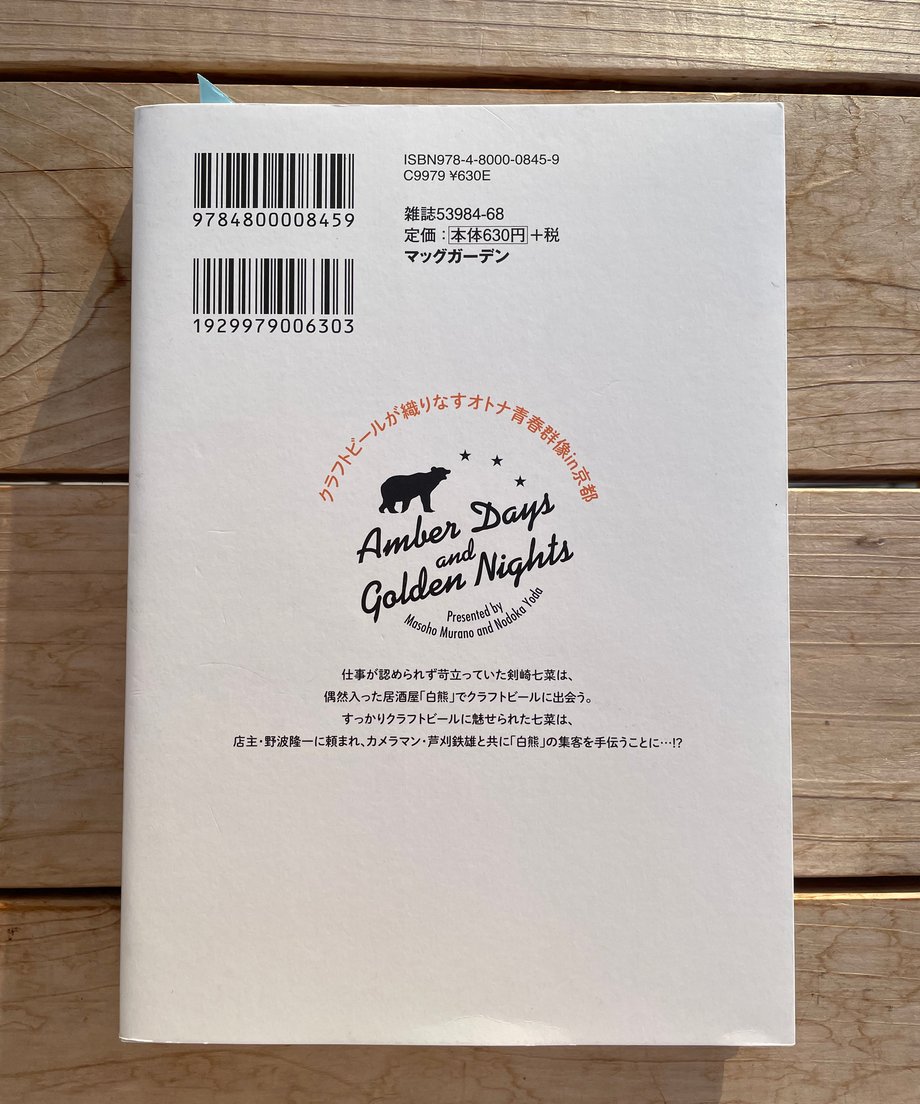 ISBN978-4-8000-0845-9
C9979 ¥630E
9784800008459
雑誌53984-68
定価：本体630円+税
マッグガーデン
1929979006303
クラフトビールが織りなすオトナ青春群像in京都
Amber Days
and
Golden Nights
Presented by
Masoho Murano and Nodoka Yoda
仕事が認められず苛立っていた剣崎七菜は、
偶然入った居酒屋「白熊」でクラフトビールに出会う。
すっかりクラフトビールに魅せられた七菜は、
店主・野波隆一に頼まれ、カメラマン・芦刈鉄雄と共に「白熊」の集客を手伝うことに…!?